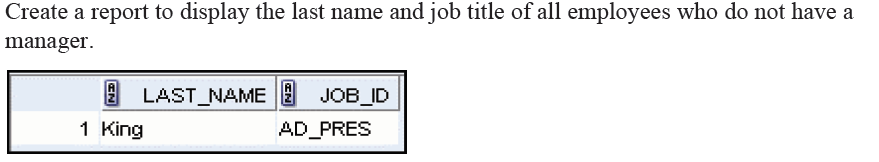 Create a report to display the last name and job title of all employees who do not have a
manager.
LAST_NAME JOB_ID
1 King AD_PRES